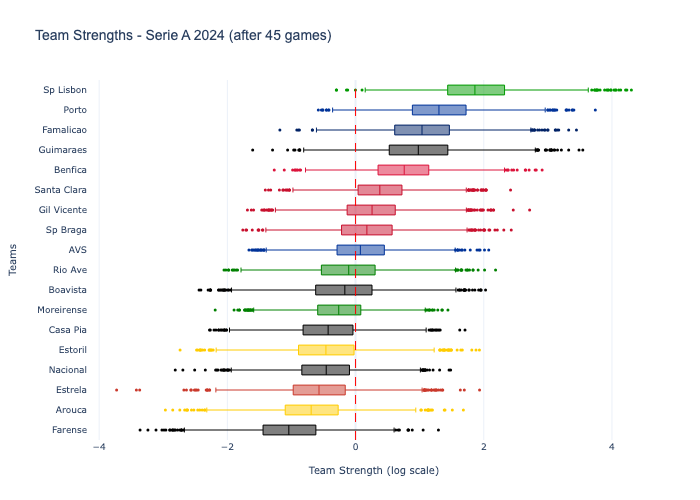 Team Strengths - Serie A 2024 (after 45 games)
Sp Lisbon
Porto
Famalicao
Guimaraes
Benfica
Santa Clara
Gil Vicente
Sp Braga
AVS
Rio Ave
Boavista
Moreirense
Casa Pia
Estoril
Nacional
Estrela
Arouca
Farense
Teams
−4 −2 0 2 4
Team Strength (log scale)